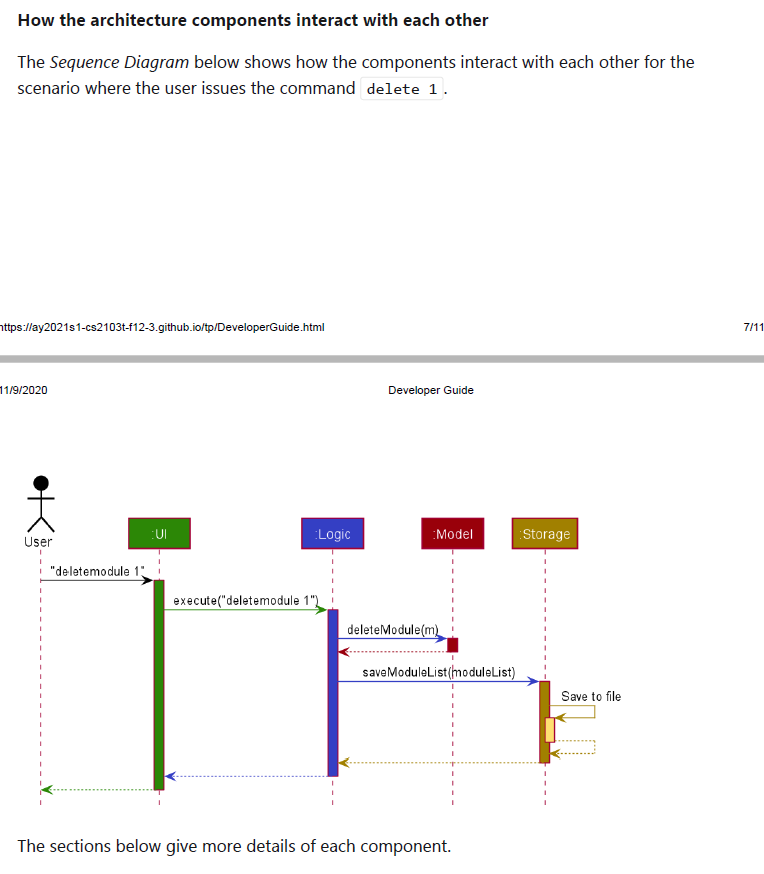 How the architecture components interact with each other
The Sequence Diagram below shows how the components interact with each other for the
scenario where the user issues the command delete 1 .
https://ay2021s1-cs2103t-f12-3.github.io/tp/DeveloperGuide.html
7/11
11/9/2020
Developer Guide
User
:UI
:Logic
:Model
:Storage
"deletemodule 1"
execute("deletemodule 1")
deleteModule(m)
saveModuleList(moduleList)
Save to file
The sections below give more details of each component.